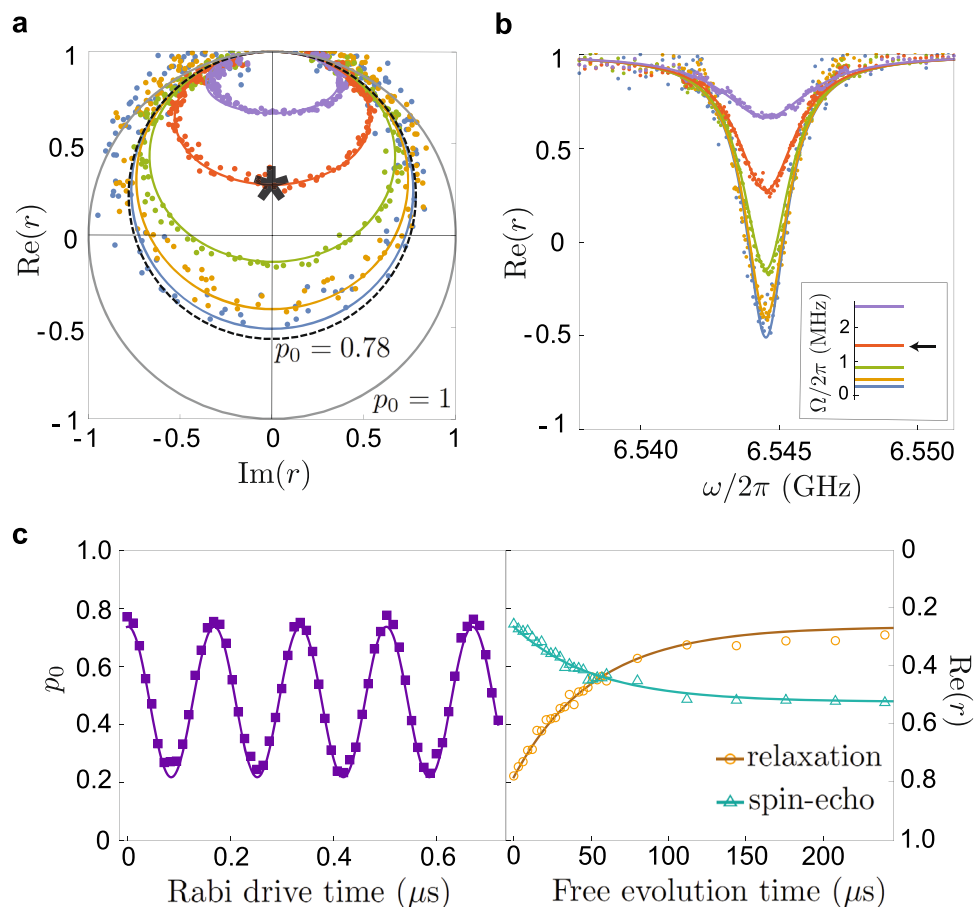 a
1
0.5
0
-0.5
-1
Re(r)
-1
-0.5
0
0.5
1
Im(r)
p₀ = 0.78
p₀ = 1
b
1
0.5
0
-0.5
-1
Re(r)
6.540
6.545
6.550
ω/2π (GHz)
Ω/2π (MHz)
2
1
0
c
1.0
0.8
0.6
0.4
0.2
0
p₀
0
0.2
0.4
0.6
Rabi drive time (μs)
0
0.2
0.4
0.6
0.8
1.0
Re(r)
relaxation
spin-echo
0
50
100
150
200
Free evolution time (μs)